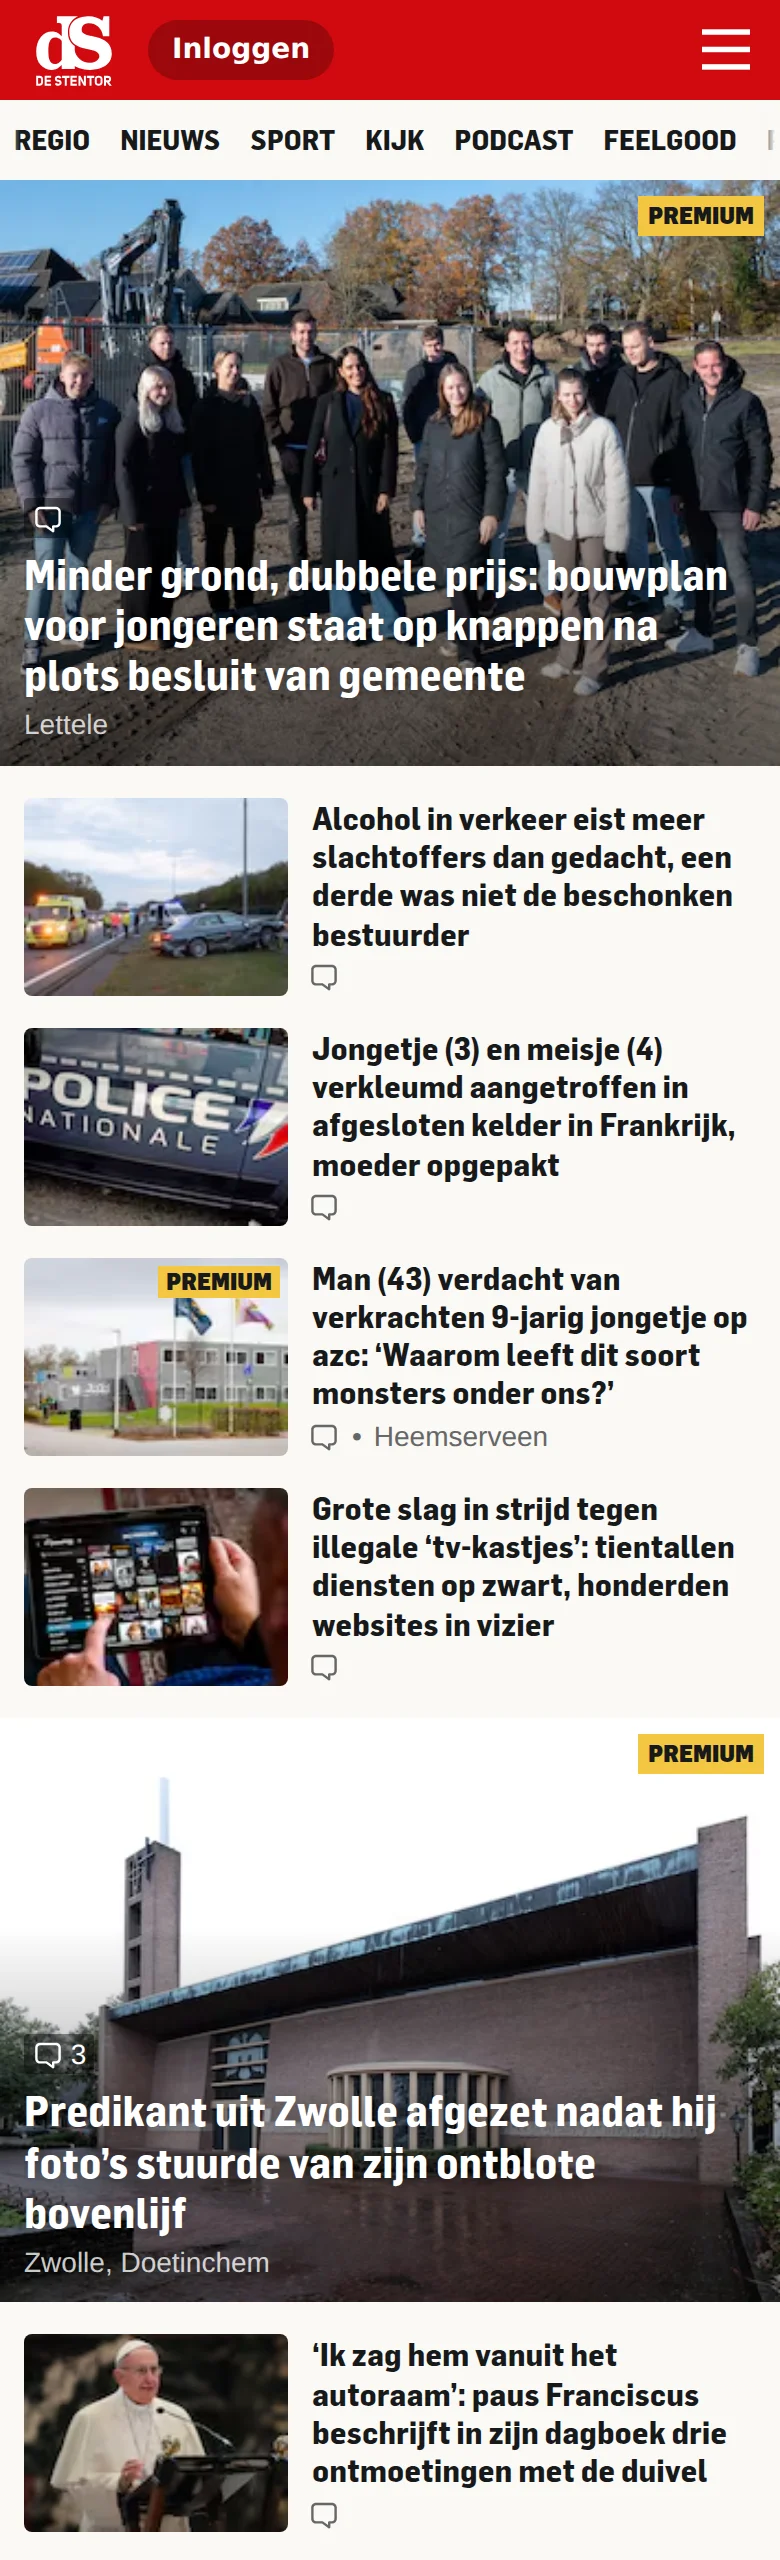 dS
DE STENTOR
Inloggen
REGIO NIEUWS SPORT KIJK PODCAST FEELGOOD
PREMIUM
Minder grond, dubbele prijs: bouwplan
voor jongeren staat op knappen na
plots besluit van gemeente
Lettele
Alcohol in verkeer eist meer
slachtoffers dan gedacht, een
derde was niet de beschonken
bestuurder
POLICE
NATIONALE
Jongetje (3) en meisje (4)
verkleumd aangetroffen in
afgesloten kelder in Frankrijk,
moeder opgepakt
PREMIUM
Man (43) verdacht van
verkrachten 9-jarig jongetje op
azc: ‘Waarom leeft dit soort
monsters onder ons?’
• Heemserveen
Grote slag in strijd tegen
illegale ‘tv-kastjes’: tientallen
diensten op zwart, honderden
websites in vizier
PREMIUM
3
Predikant uit Zwolle afgezet nadat hij
foto’s stuurde van zijn ontblote
bovenlijf
Zwolle, Doetinchem
‘Ik zag hem vanuit het
autoraam’: paus Franciscus
beschrijft in zijn dagboek drie
ontmoetingen met de duivel